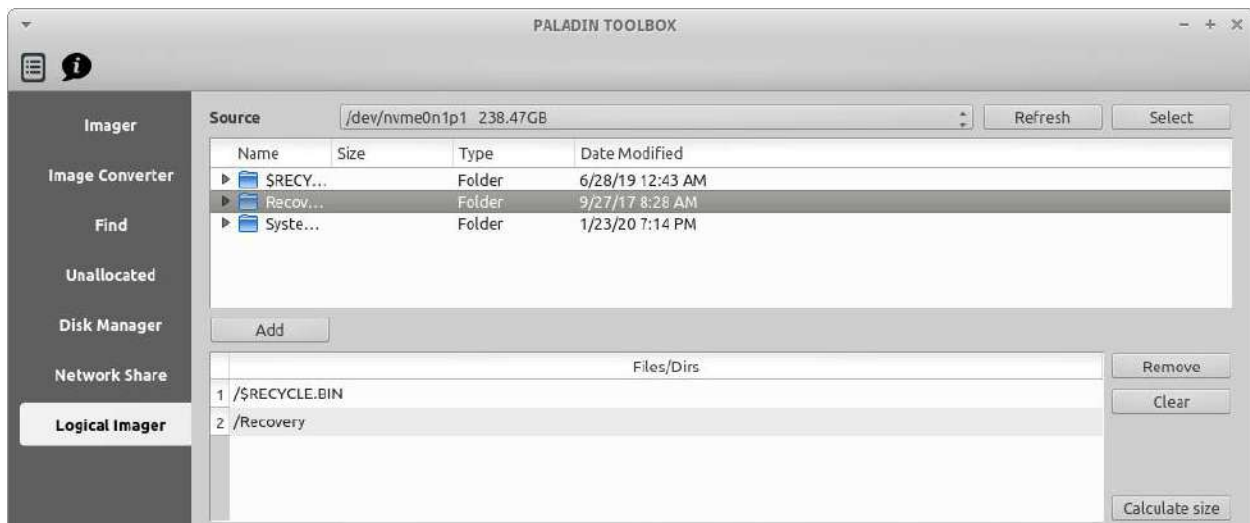 PALADIN TOOLBOX
Imager
Image Converter
Find
Unallocated
Disk Manager
Network Share
Logical Imager
Source /dev/nvme0n1p1 238.47GB Refresh Select
Name Size Type Date Modified
$RECY... Folder 6/28/19 12:43 AM
Recov... Folder 9/27/17 8:28 AM
Syste... Folder 1/23/20 7:14 PM
Add
Files/Dirs
1 /$RECYCLE.BIN
2 /Recovery
Remove
Clear
Calculate size